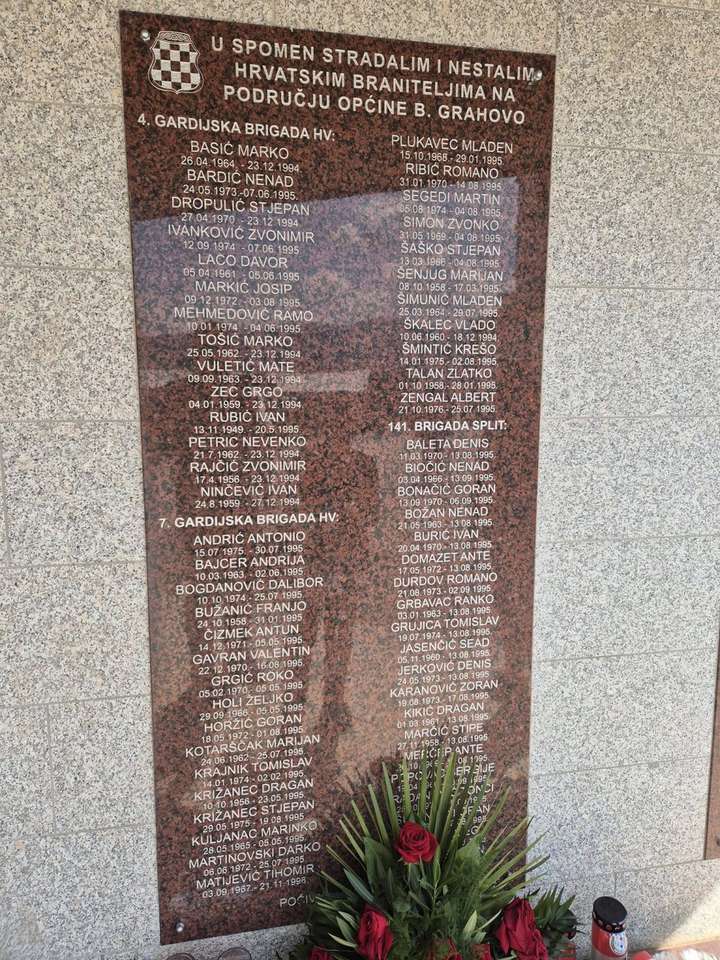 U SPOMEN STRADALIM I NESTALIM
HRVATSKIM BRANITELJIMA NA
PODRUČJU OPĆINE B. GRAHOVO
4. GARDIJSKA BRIGADA HV:
BASIĆ MARKO
26.04.1964. - 23.12.1994
BARDIĆ NENAD
24.05.1973.-07.06.1995.
DROPULIĆ STJEPAN
27.04.1970. - 23.12.1994
IVANKOVIĆ ZVONIMIR
12.09.1974. - 07.06.1995
LACO DAVOR
05.04.1961. - 05.06.1995
MARKIĆ JOSIP
09.12.1972. - 03.08.1995
MEHMEDOVIĆ RAMO
10.01.1974. - 04.06.1995
TOŠIĆ MARKO
25.05.1962. - 23.12.1994
VULETIĆ MATE
09.09.1963. - 23.12.1994
ZEC GRGO
04.01.1959. - 23.12.1994
RUBIĆ IVAN
13.11.1949. - 20.5.1995
PETRIC NEVENKO
21.7.1962. - 23.12.1994
RAJČIĆ ZVONIMIR
17.4.1956. - 23.12.1994
NINČEVIĆ IVAN
24.8.1959. - 27.12.1994
7. GARDIJSKA BRIGADA HV:
ANDRIĆ ANTONIO
15.07.1975. - 30.07.1995.
BAJCER ANDRIJA
10.03.1963. - 02.06.1995.
BOGDANOVIĆ DALIBOR
10.10.1974.- 25.07.1995.
BUŽANIĆ FRANJO
24.10.1958. - 31.01.1995.
ČIZMEK ANTUN
14.12.1971. - 05.05.1995.
GAVRAN VALENTIN
22.12.1970. - 16.08.1995.
GRGIĆ ROKO
05.02.1970. - 05.05.1995.
HOLI ŽELJKO
29.09.1966. - 05.05.1995.
HORŽIĆ GORAN
18.05.1972. - 01.08.1995.
KOTARŠČAK MARIJAN
24.06.1962.- 25.07.1995.
KRAJNIK TOMISLAV
14.01.1974. - 02.02.1995.
KRIŽANEC DRAGAN
10.10.1956. - 23.05.1995.
KRIŽANEC STJEPAN
29.05.1975.- 19.08.1995
KULJANAC MARINKO
28.05.1965. - 05.05.1995.
MARTINOVSKI DARKO
06.06.1972. - 25.07.1995.
MATIJEVIĆ TIHOMIR
03.09.1967. - 21.11.1996.
PLUKAVEC MLADEN
15.10.1968. - 29.01.1995.
RIBIĆ ROMANO
31.01.1970. - 14.08.1995.
SEGEDI MARTIN
05.08.1974. - 04.08.1995.
SIMON ZVONKO
31.05.1969. - 04.08.1995.
ŠAŠKO STJEPAN
13.03.1966. - 04.08.1995.
ŠENJUG MARIJAN
08.10.1958. - 17.03.1995.
ŠIMUNIĆ MLADEN
25.03.1964.- 29.07.1995.
ŠKALEC VLADO
10.06.1960. - 18.12.1994.
ŠMINTIĆ KREŠO
14.01.1975. - 02.08.1995.
TALAN ZLATKO
01.10.1958.- 28.01.1995.
ZENGAL ALBERT
21.10.1976.- 25.07.1995.
141. BRIGADA SPLIT:
BALETA DENIS
11.03.1970. - 13.08.1995.
BIOČIĆ NENAD
03.04.1966. - 13.09.1995.
BONAČIĆ GORAN
13.09.1970. - 06.09.1995.
BOŽAN NENAD
21.05.1963.- 13.08.1995.
BURIĆ IVAN
20.04.1970.- 13.08.1995.
DOMAZET ANTE
17.05.1972. - 13.08.1995.
DURDOV ROMANO
21.08.1973. - 02.09.1995.
GRBAVAC RANKO
03.01.1963. - 13.08.1995.
GRUJICA TOMISLAV
19.07.1974. - 13.08.1995.
JASENČIĆ SEAD
05.11.1960. - 13.08.1995.
JERKOVIĆ DENIS
24.05.1973. - 13.08.1995.
KARANOVIĆ ZORAN
19.08.1973. - 17.08.1995.
KIKIĆ DRAGAN
01.03.1961. - 13.08.1995.
MARČIĆ STIPE
27.11.1958. - 13.08.1995.
MERČEP ANTE